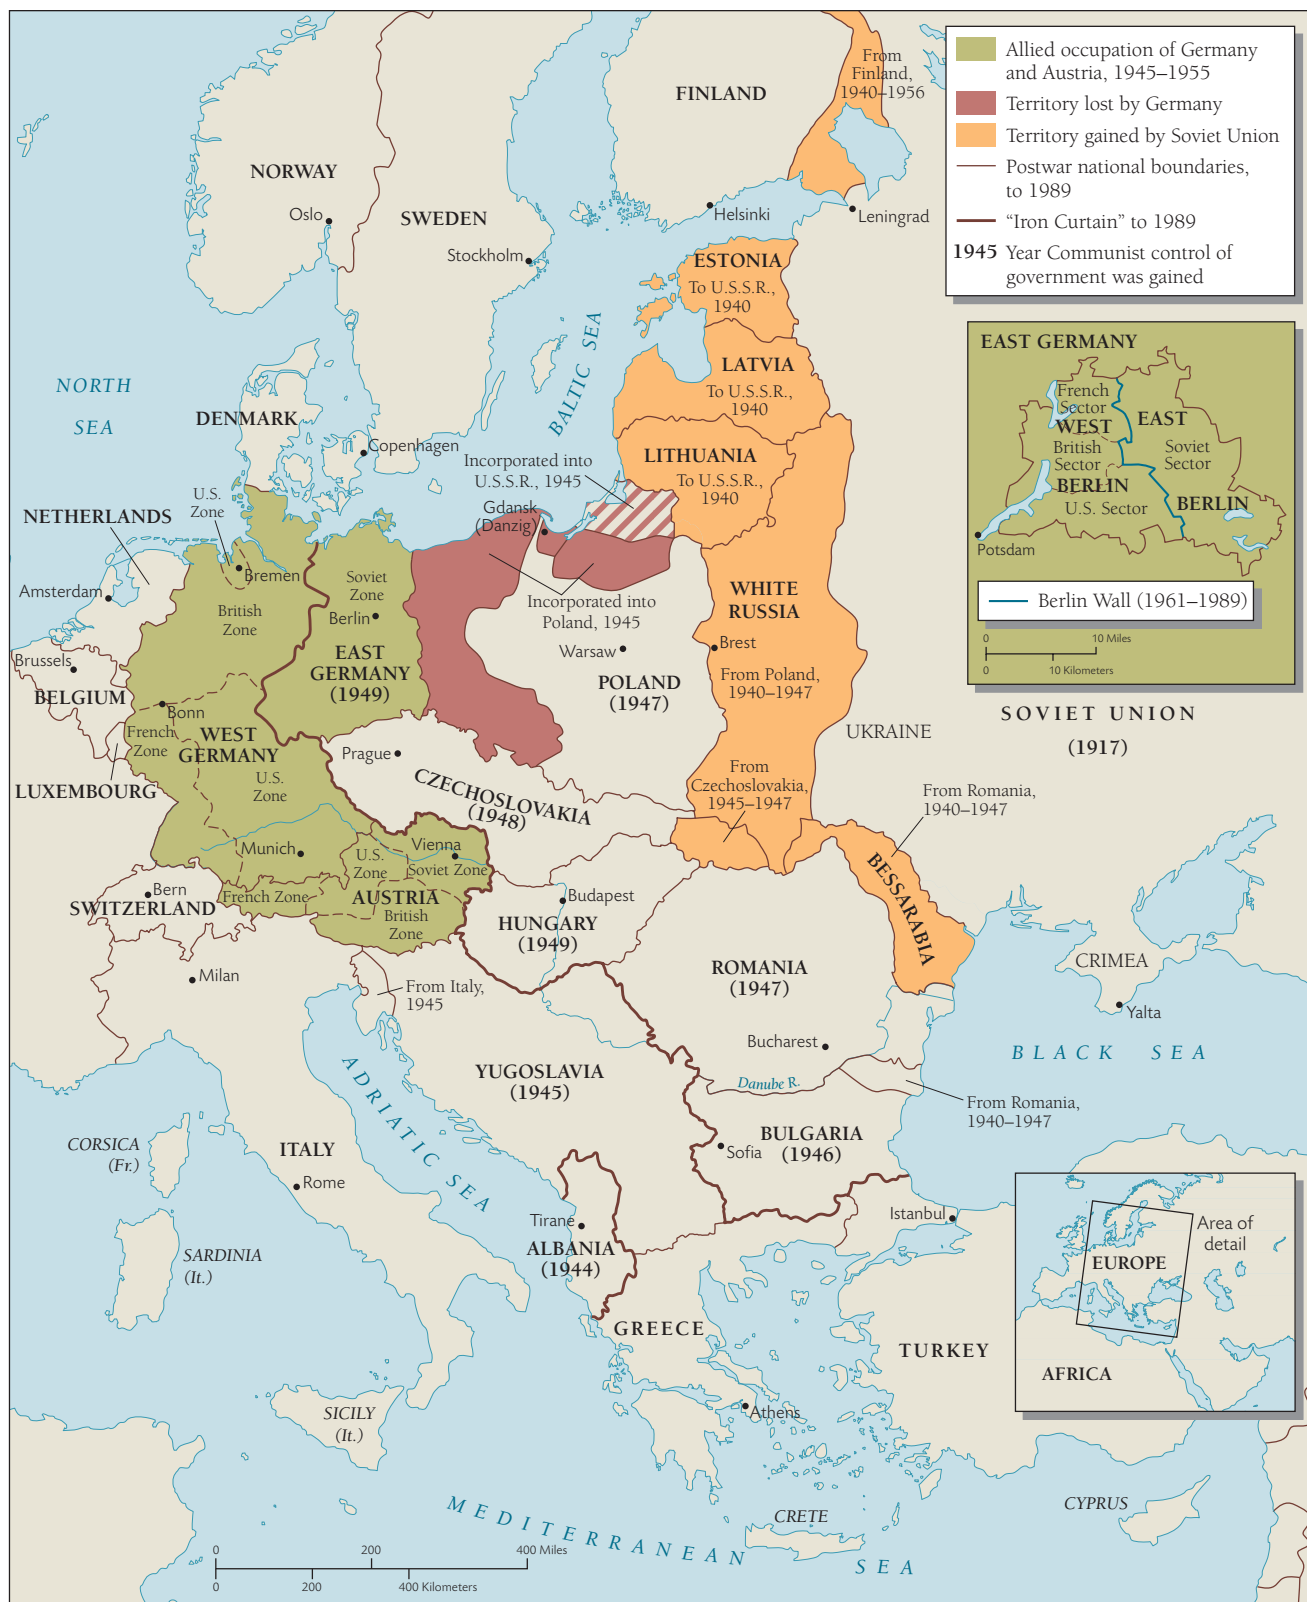 Allied occupation of Germany
and Austria, 1945–1955
Territory lost by Germany
Territory gained by Soviet Union
Postwar national boundaries,
to 1989
“Iron Curtain” to 1989
1945 Year Communist control of
government was gained
From
Finland,
1940–1956
FINLAND
NORWAY
Oslo
SWEDEN
Stockholm
Helsinki
Leningrad
ESTONIA
To U.S.S.R.,
1940
BALTIC SEA
LATVIA
To U.S.S.R.,
1940
NORTH
SEA
DENMARK
Copenhagen
LITHUANIA
To U.S.S.R.,
1940
Incorporated into
U.S.S.R., 1945
Gdansk
(Danzig)
U.S.
Zone
NETHERLANDS
Amsterdam
Bremen
British
Zone
Soviet
Zone
Berlin
EAST
GERMANY
(1949)
Incorporated into
Poland, 1945
Warsaw
POLAND
(1947)
WHITE
RUSSIA
Brest
From Poland,
1940–1947
UKRAINE
SOVIET UNION
(1917)
Brussels
BELGIUM
Bonn
French
Zone
WEST
GERMANY
U.S.
Zone
LUXEMBOURG
Prague
CZECHOSLOVAKIA
(1948)
From
Czechoslovakia,
1945–1947
From Romania,
1940–1947
BESSARABIA
Munich
Vienna
U.S.
Zone
Soviet Zone
Bern
SWITZERLAND
French Zone
AUSTRIA
British
Zone
Budapest
HUNGARY
(1949)
ROMANIA
(1947)
CRIMEA
Yalta
Milan
From Italy,
1945
Bucharest
BLACK SEA
ADRIATIC SEA
YUGOSLAVIA
(1945)
Danube R.
From Romania,
1940–1947
CORSICA
(Fr.)
ITALY
Rome
BULGARIA
(1946)
Sofia
Istanbul
Tirane
ALBANIA
(1944)
SARDINIA
(It.)
GREECE
TURKEY
SICILY
(It.)
Athens
CYPRUS
CRETE
MEDITERRANEAN SEA
0 200 400 Miles
0 200 400 Kilometers
EAST GERMANY
French
Sector
WEST
EAST
British
Sector
Soviet
Sector
BERLIN
BERLIN
U.S. Sector
Potsdam
Berlin Wall (1961–1989)
0 10 Miles
0 10 Kilometers
Area of
detail
EUROPE
AFRICA